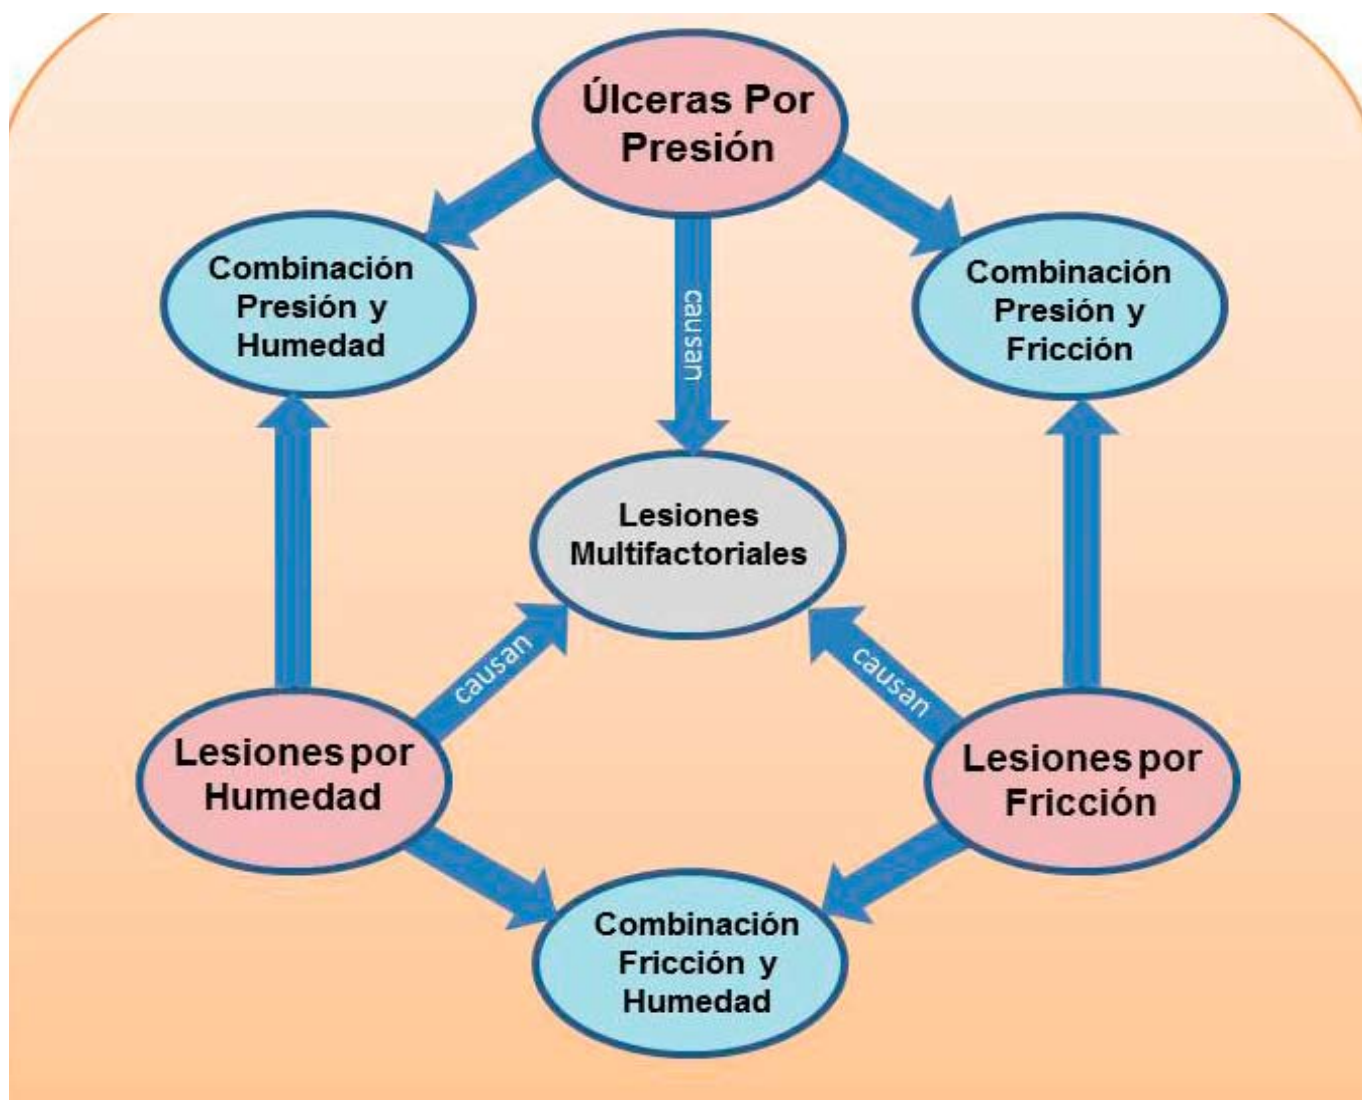 Úlceras Por
Presión
Combinación
Presión y
Humedad
Combinación
Presión y
Fricción
causan
Lesiones
Multifactoriales
causan
causan
Lesiones por
Humedad
Lesiones por
Fricción
Combinación
Fricción y
Humedad